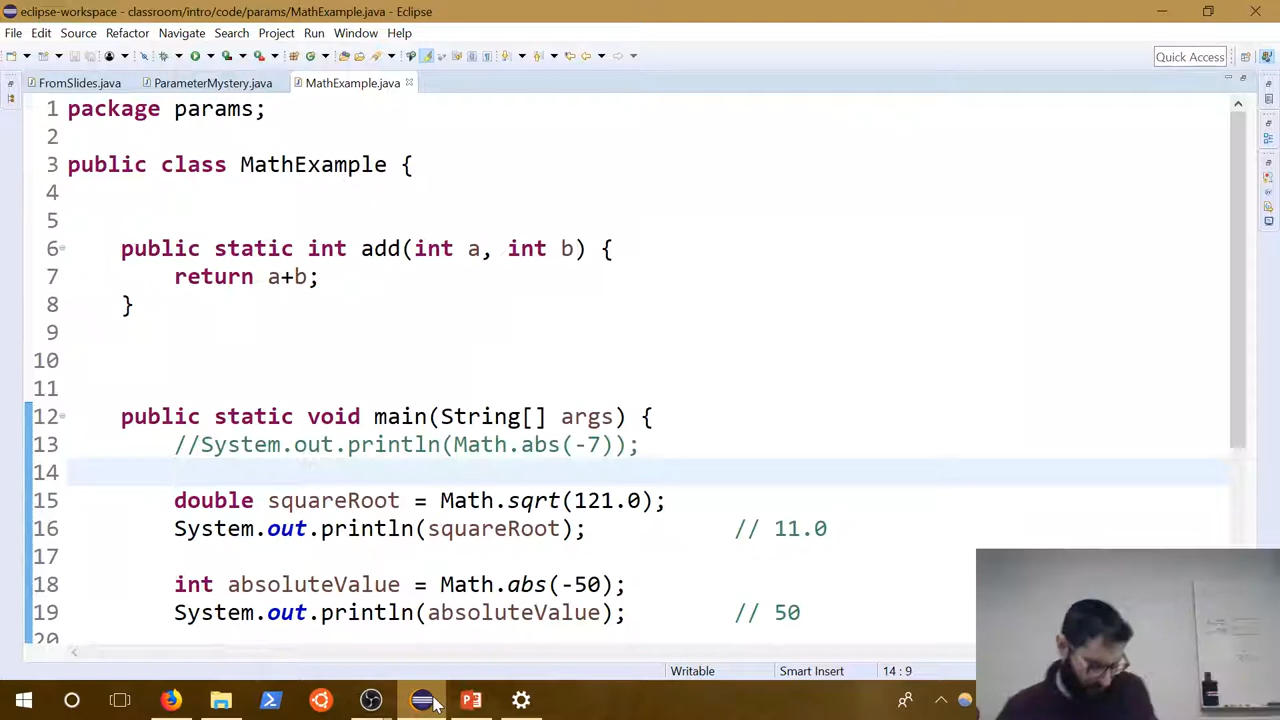 eclipse-workspace - classroom/intro/code/params/MathExample.java - Eclipse
File Edit Source Refactor Navigate Search Project Run Window Help
Quick Access
FromSlides.java ParameterMystery.java MathExample.java
1 package params;
2
3 public class MathExample {
4
5
6 public static int add(int a, int b) {
7 return a+b;
8 }
9
10
11
12 public static void main(String[] args) {
13 //System.out.println(Math.abs(-7));
14
15 double squareRoot = Math.sqrt(121.0);
16 System.out.println(squareRoot); // 11.0
17
18 int absoluteValue = Math.abs(-50);
19 System.out.println(absoluteValue); // 50
20
Writable Smart Insert 14 : 9